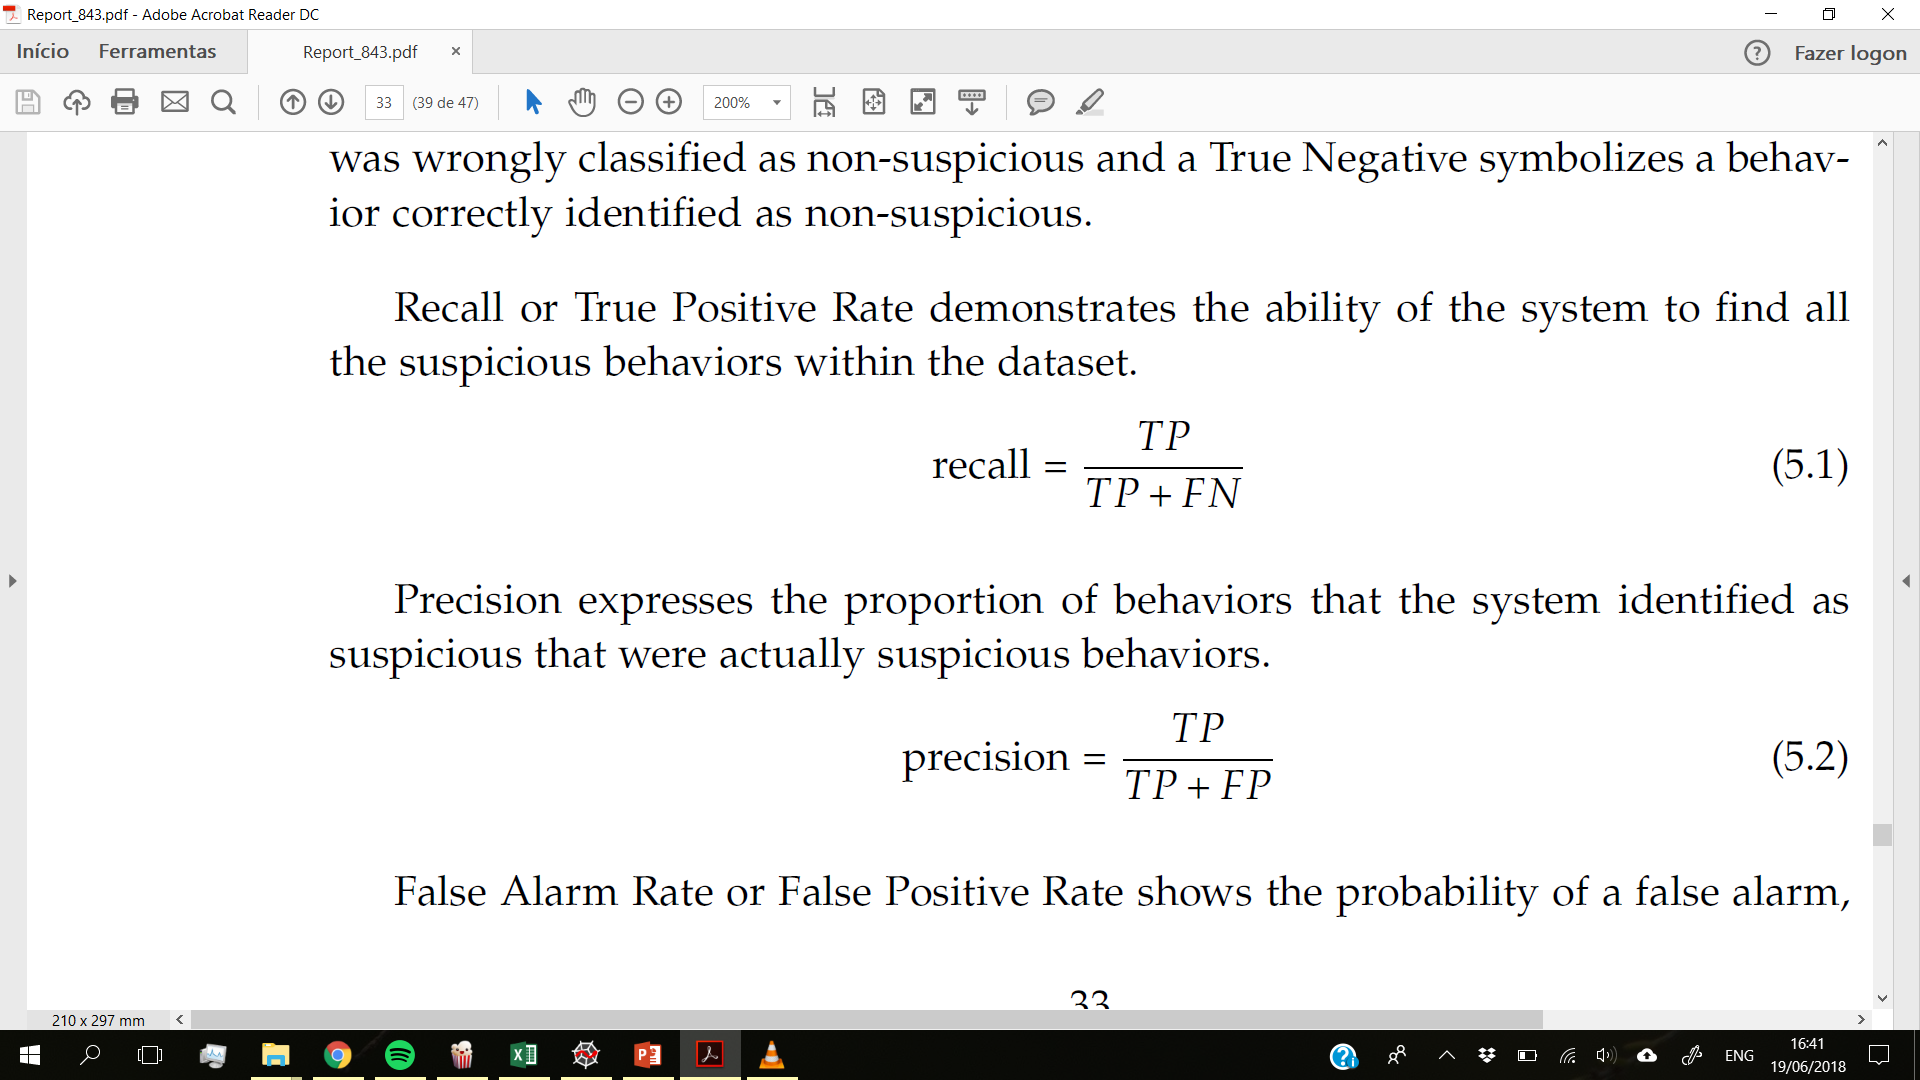 Report_843.pdf - Adobe Acrobat Reader DC
Início Ferramentas Report_843.pdf × Fazer logon
33 (39 de 47) 200%
was wrongly classified as non-suspicious and a True Negative symbolizes a behav-
ior correctly identified as non-suspicious.
Recall or True Positive Rate demonstrates the ability of the system to find all
the suspicious behaviors within the dataset.
recall = TP / TP + FN (5.1)
Precision expresses the proportion of behaviors that the system identified as
suspicious that were actually suspicious behaviors.
precision = TP / TP + FP (5.2)
False Alarm Rate or False Positive Rate shows the probability of a false alarm,
33
210 x 297 mm
ENG
16:41
19/06/2018